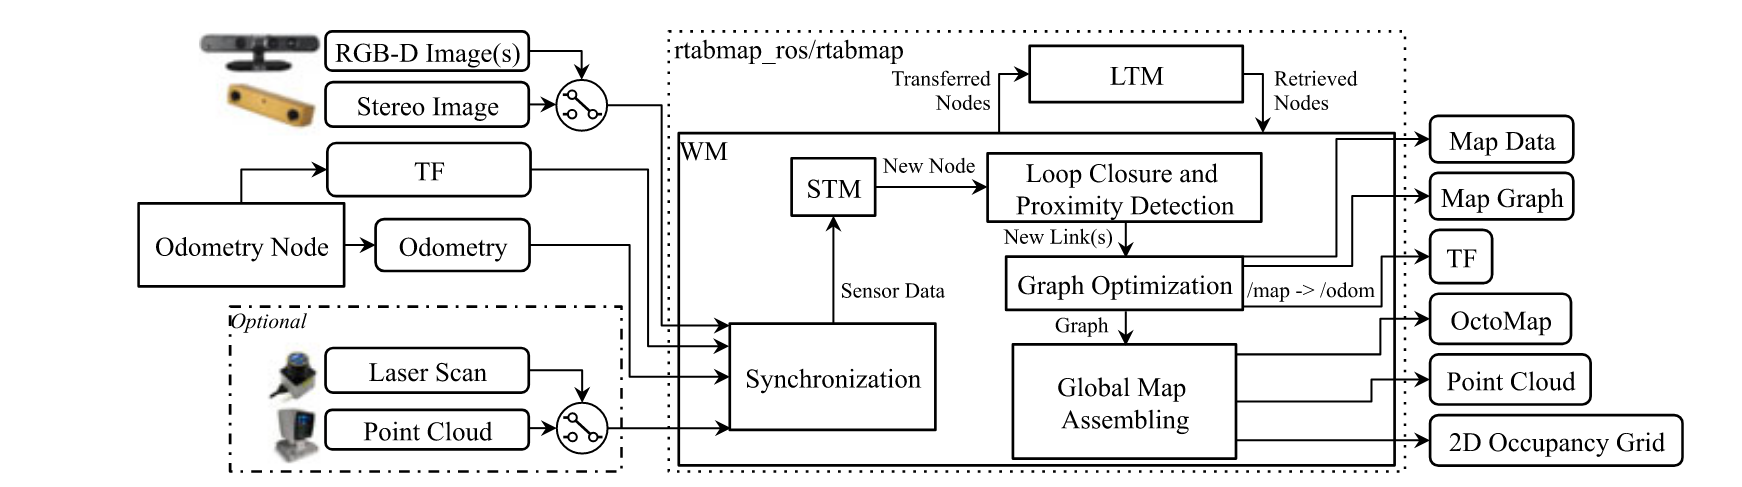 RGB-D Image(s)
Stereo Image
TF
Odometry Node
Odometry
Optional
Laser Scan
Point Cloud
rtabmap_ros/rtabmap
Transferred
Nodes
LTM
Retrieved
Nodes
WM
STM
New Node
Loop Closure and
Proximity Detection
New Link(s)
Sensor Data
Graph Optimization
/map -> /odom
Graph
Synchronization
Global Map
Assembling
Map Data
Map Graph
TF
OctoMap
Point Cloud
2D Occupancy Grid